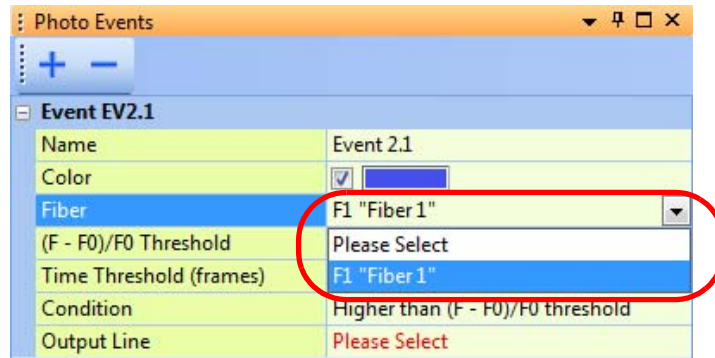 Photo Events
Event EV2.1
Name Event 2.1
Color
Fiber F1 "Fiber 1"
(F - F0)/F0 Threshold Please Select
Time Threshold (frames) F1 "Fiber 1"
Condition Higher than (F - F0)/F0 threshold
Output Line Please Select